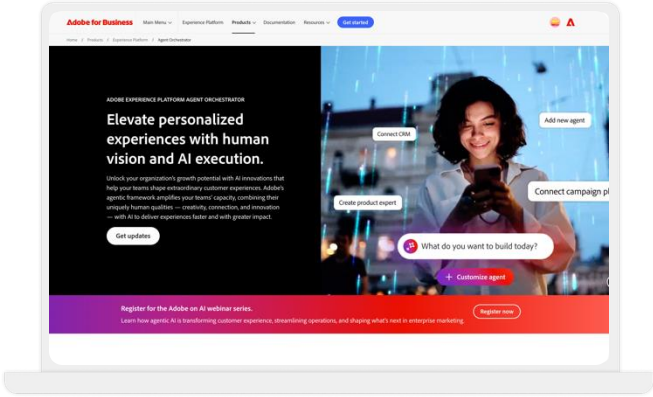 Adobe for Business Main Menu Experience Platform Products Documentation Resources Get started
Home / Products / Experience Platform / Agent Orchestrator
ADOBE EXPERIENCE PLATFORM AGENT ORCHESTRATOR
Elevate personalized
experiences with human
vision and AI execution.
Unlock your organization's growth potential with AI innovations that
help your teams shape extraordinary customer experiences. Adobe's
agentic framework amplifies your teams' capacity, combining their
uniquely human qualities — creativity, connection, and innovation
— with AI to deliver experiences faster and with greater impact.
Get updates
Add new agent
Connect CRM
Connect campaign pl
Create product expert
What do you want to build today?
+ Customize agent
Register for the Adobe on AI webinar series.
Learn how agentic AI is transforming customer experience, streamlining operations, and shaping what's next in enterprise marketing.
Register now